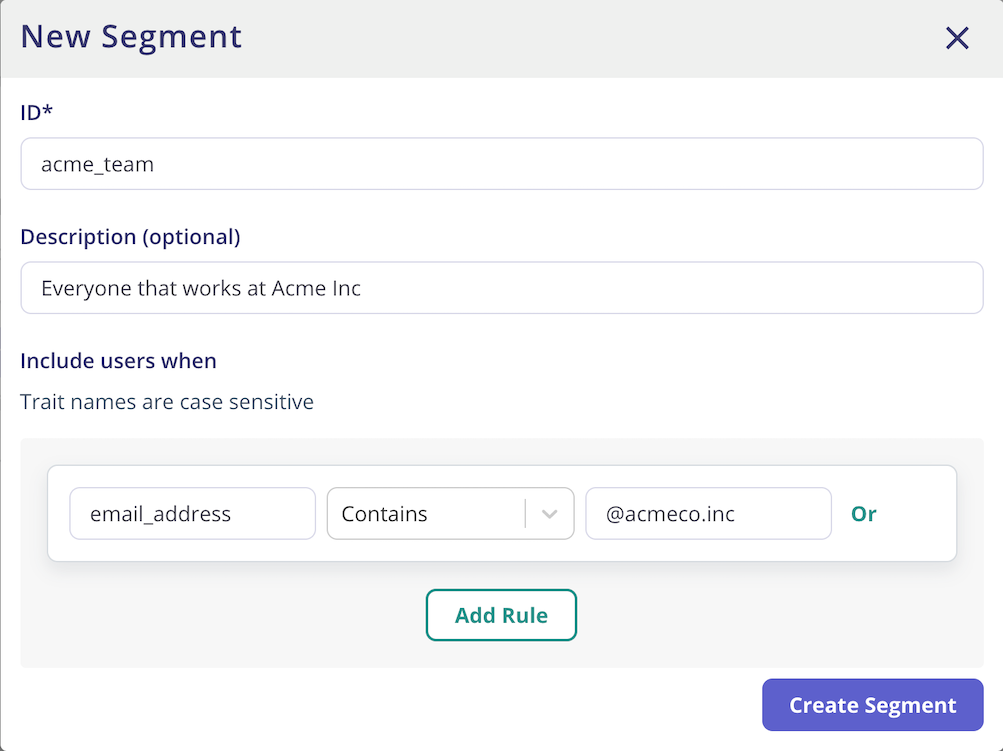 New Segment
ID*
acme_team
Description (optional)
Everyone that works at Acme Inc
Include users when
Trait names are case sensitive
email_address Contains @acmeco.inc Or
Add Rule
Create Segment